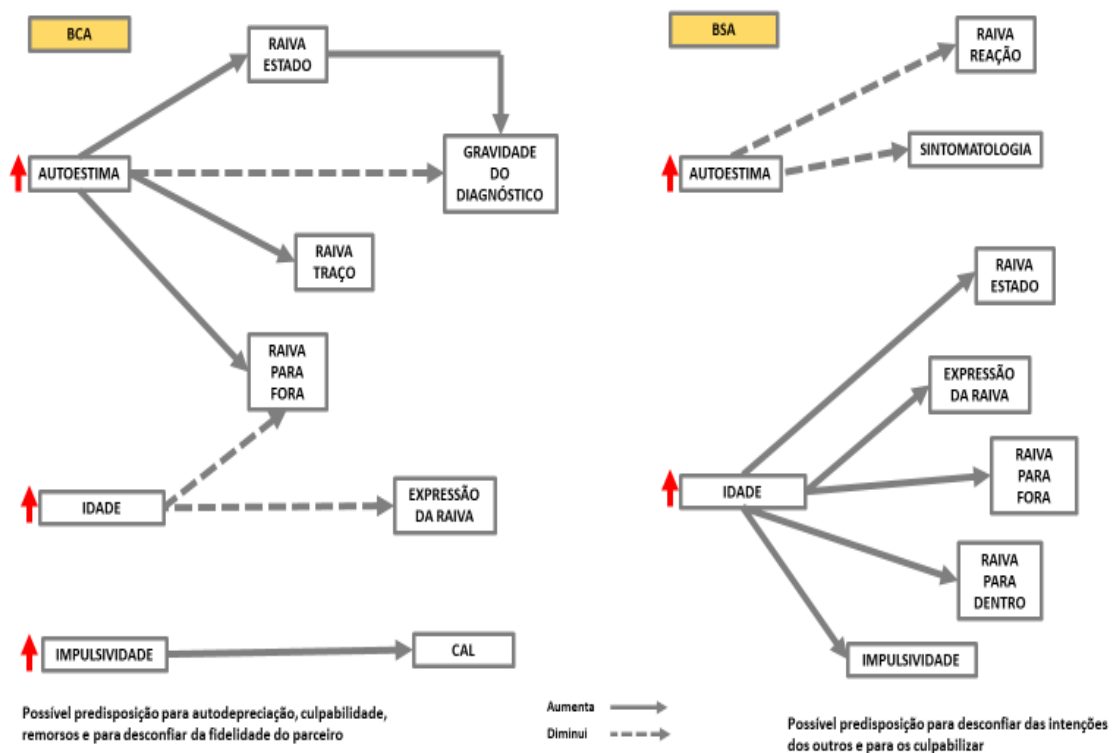 BCA
RAIVA
ESTADO
AUTOESTIMA
GRAVIDADE
DO
DIAGNÓSTICO
RAIVA
TRAÇO
RAIVA
PARA
FORA
IDADE
EXPRESSÃO
DA RAIVA
IMPULSIVIDADE
CAL
Possível predisposição para autodepreciação, culpabilidade,
remorsos e para desconfiar da fidelidade do parceiro
Aumenta
Diminui
BSA
RAIVA
REAÇÃO
AUTOESTIMA
SINTOMATOLOGIA
RAIVA
ESTADO
EXPRESSÃO
DA RAIVA
IDADE
RAIVA
PARA
FORA
RAIVA
PARA
DENTRO
IMPULSIVIDADE
Possível predisposição para desconfiar das intenções
dos outros e para os culpabilizar